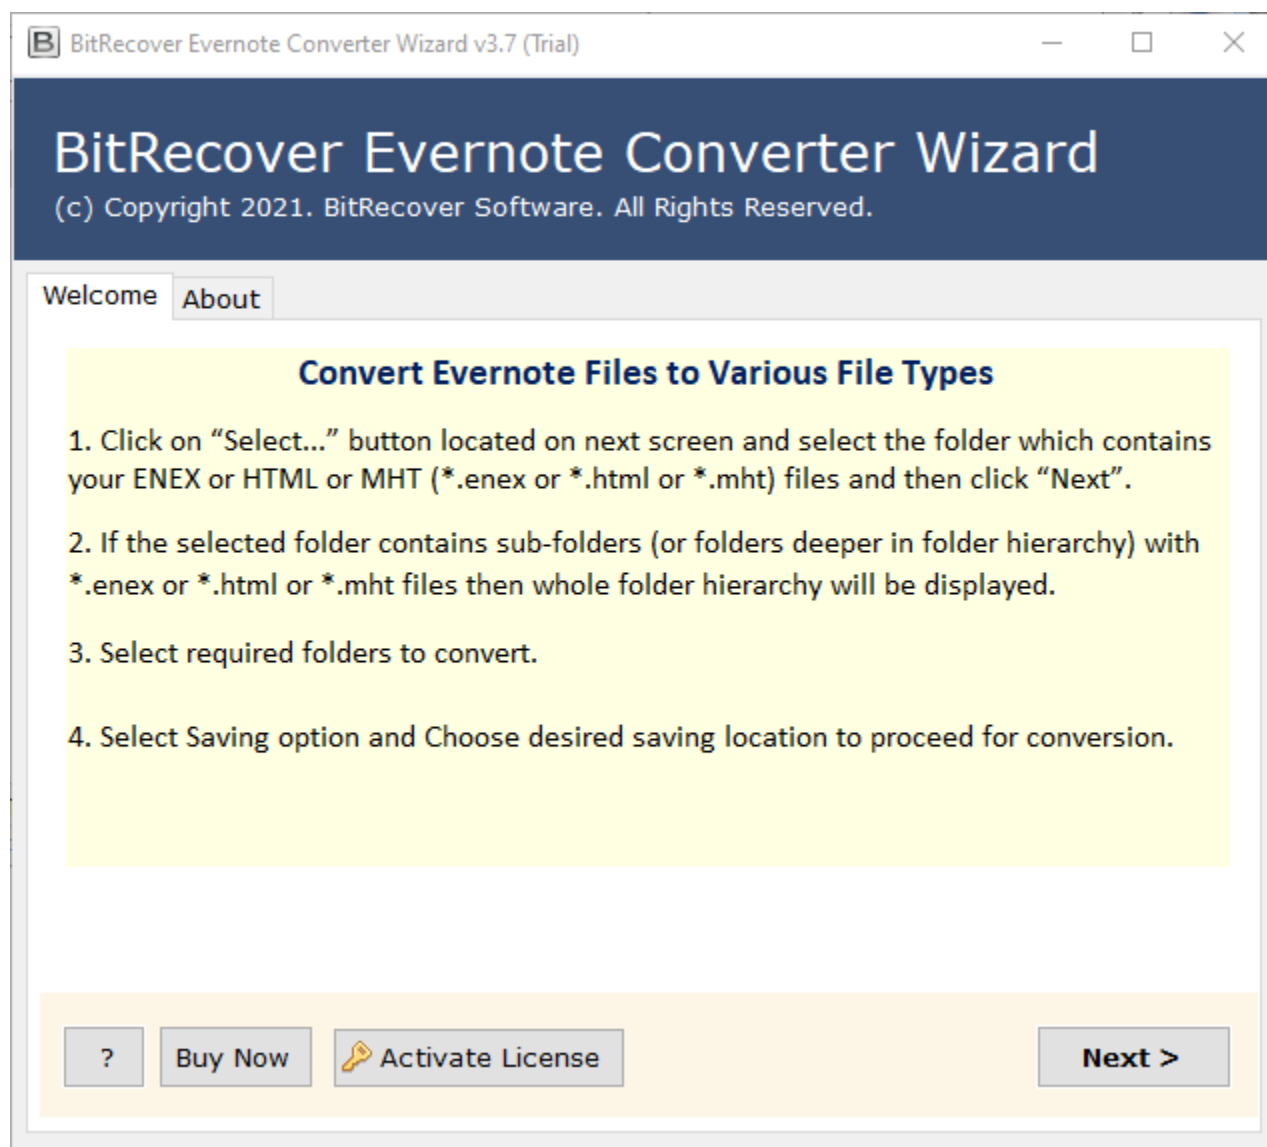 BitRecover Evernote Converter Wizard v3.7 (Trial)
BitRecover Evernote Converter Wizard
(c) Copyright 2021. BitRecover Software. All Rights Reserved.
Welcome
About
Convert Evernote Files to Various File Types
1. Click on “Select...” button located on next screen and select the folder which contains
your ENEX or HTML or MHT (*.enex or *.html or *.mht) files and then click “Next”.
2. If the selected folder contains sub-folders (or folders deeper in folder hierarchy) with
*.enex or *.html or *.mht files then whole folder hierarchy will be displayed.
3. Select required folders to convert.
4. Select Saving option and Choose desired saving location to proceed for conversion.
?
Buy Now
Activate License
Next >